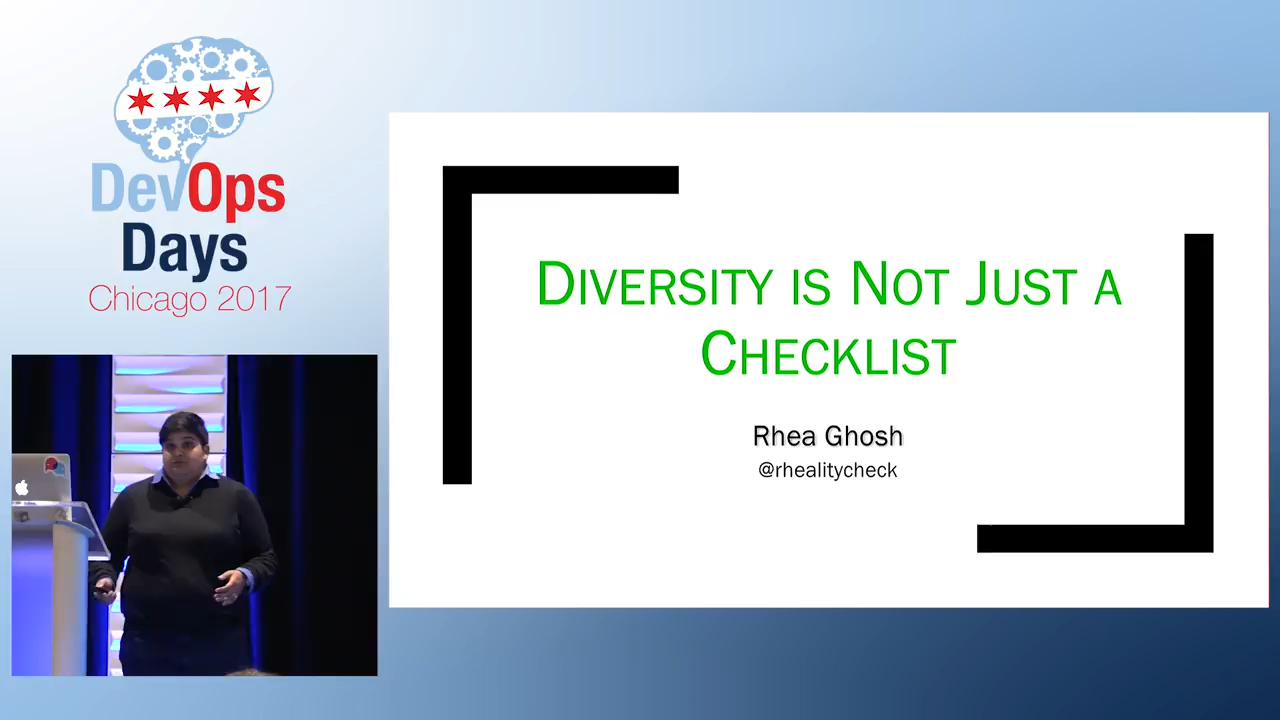 DevOps
Days
Chicago 2017
DIVERSITY IS NOT JUST A
CHECKLIST
Rhea Ghosh
@rhealitycheck